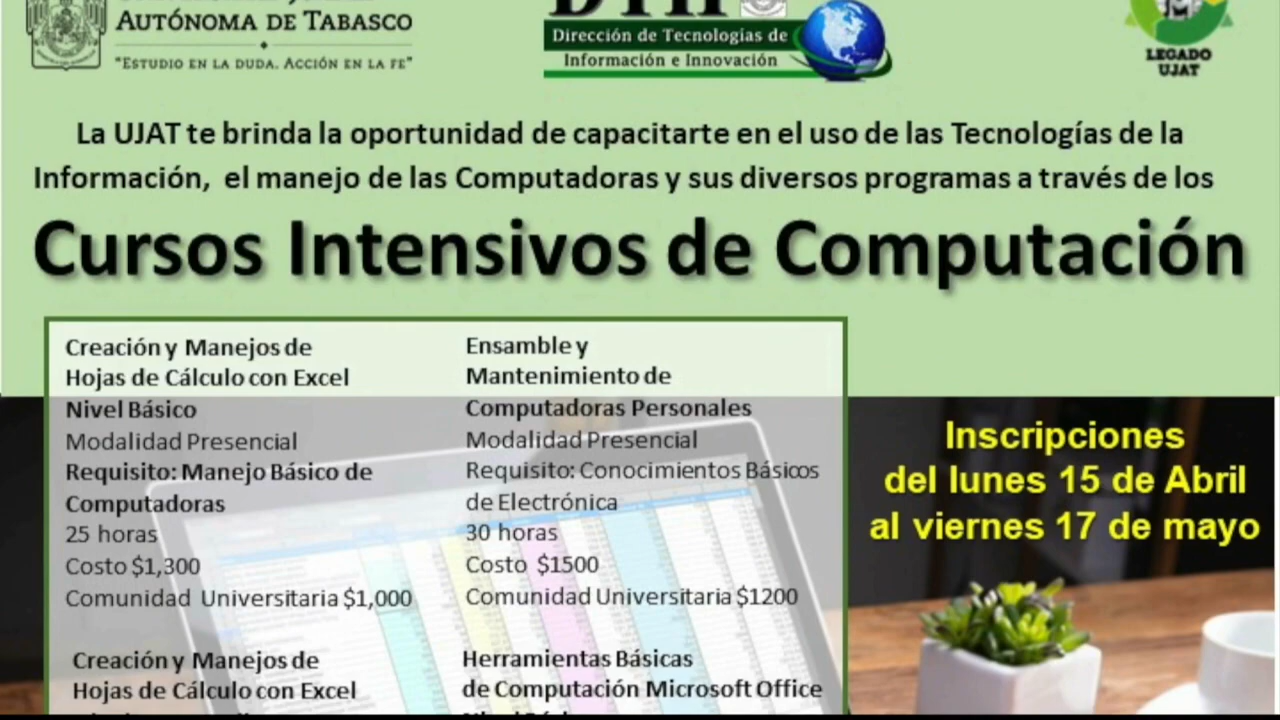 AUTÓNOMA DE TABASCO
"ESTUDIO EN LA DUDA. ACCIÓN EN LA FE"
Dirección de Tecnologías de
Información e Innovación
LEGADO
UJAT
La UJAT te brinda la oportunidad de capacitarte en el uso de las Tecnologías de la
Información, el manejo de las Computadoras y sus diversos programas a través de los
Cursos Intensivos de Computación
Creación y Manejos de
Hojas de Cálculo con Excel
Nivel Básico
Modalidad Presencial
Requisito: Manejo Básico de
Computadoras
25 horas
Costo $1,300
Comunidad Universitaria $1,000
Ensamble y
Mantenimiento de
Computadoras Personales
Modalidad Presencial
Requisito: Conocimientos Básicos
de Electrónica
30 horas
Costo $1500
Comunidad Universitaria $1200
Inscripciones
del lunes 15 de Abril
al viernes 17 de mayo
Creación y Manejos de
Hojas de Cálculo con Excel
Herramientas Básicas
de Computación Microsoft Office